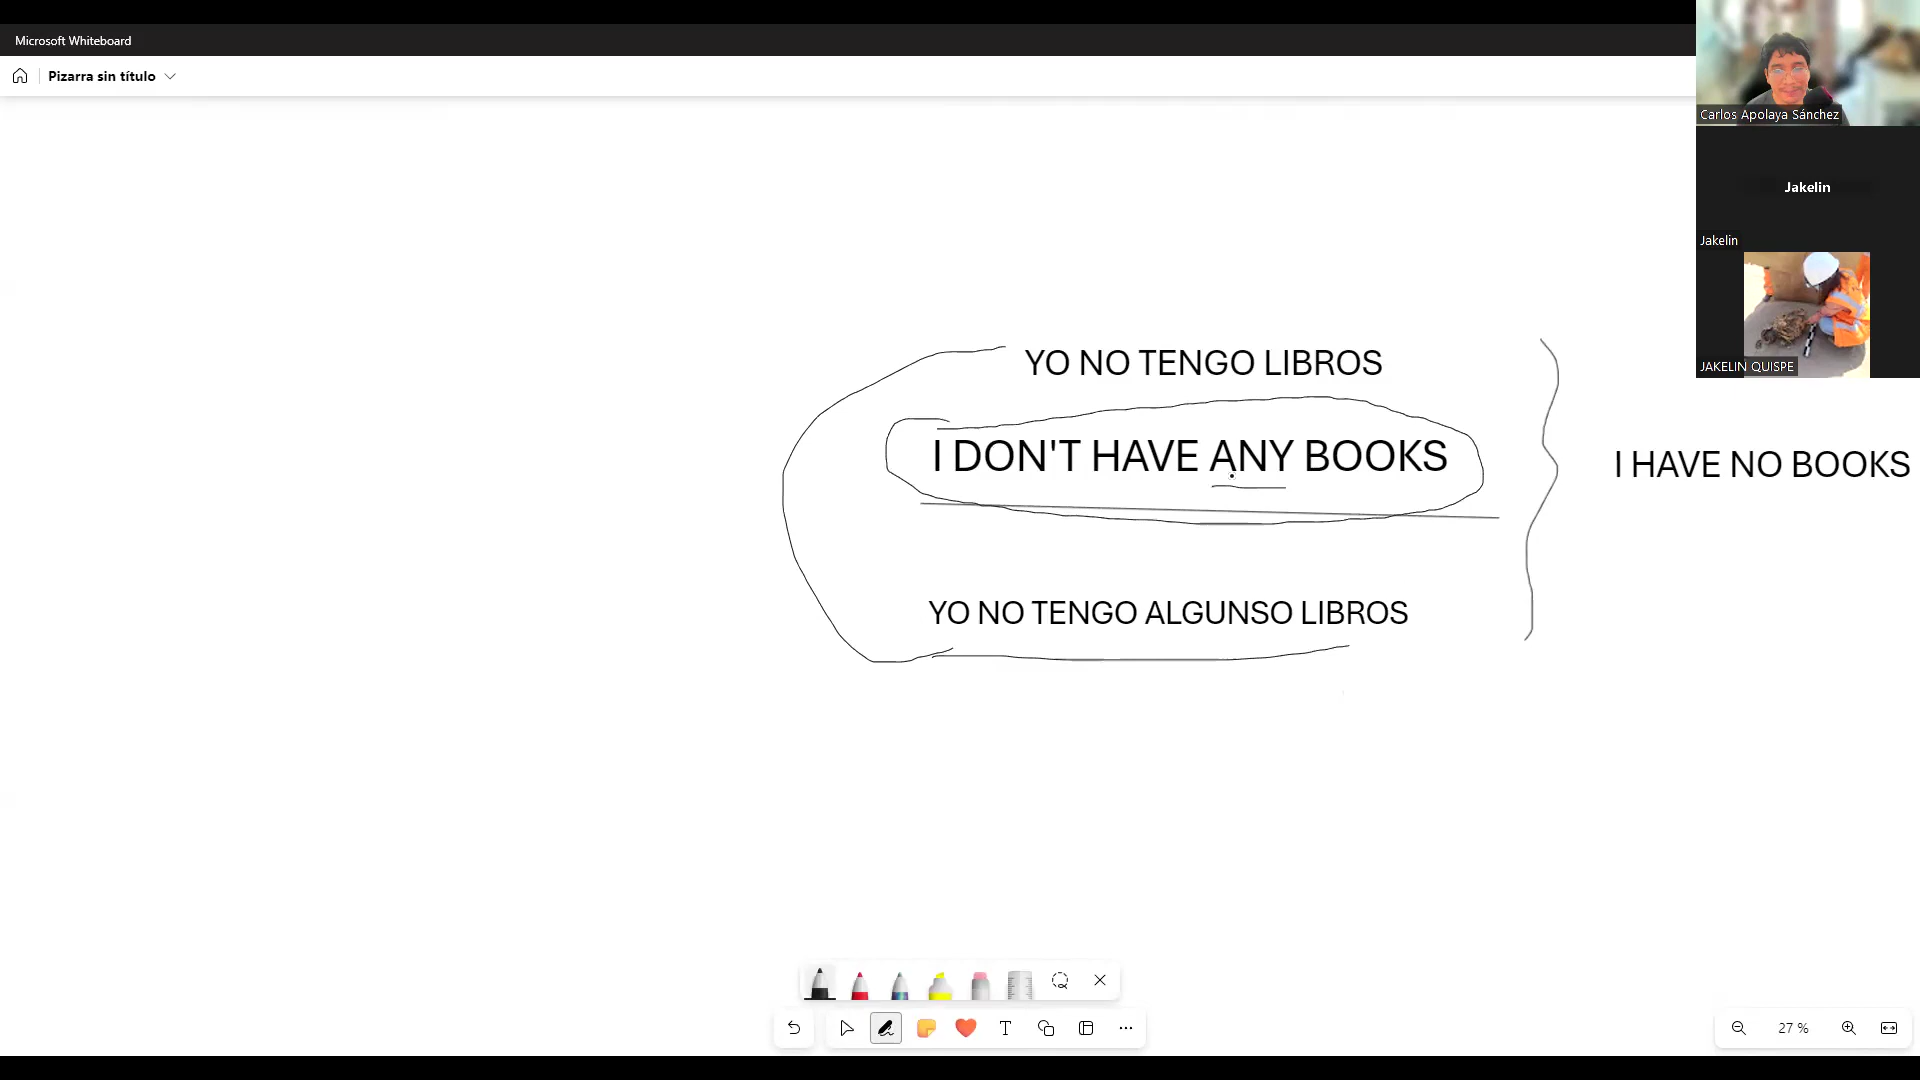 Microsoft Whiteboard
Pizarra sin título
Carlos Apolaya Sánchez
Jakelin
Jakelin
JAKELIN QUISPE
YO NO TENGO LIBROS
I DON'T HAVE ANY BOOKS
I HAVE NO BOOKS
YO NO TENGO ALGUNSO LIBROS
27 %